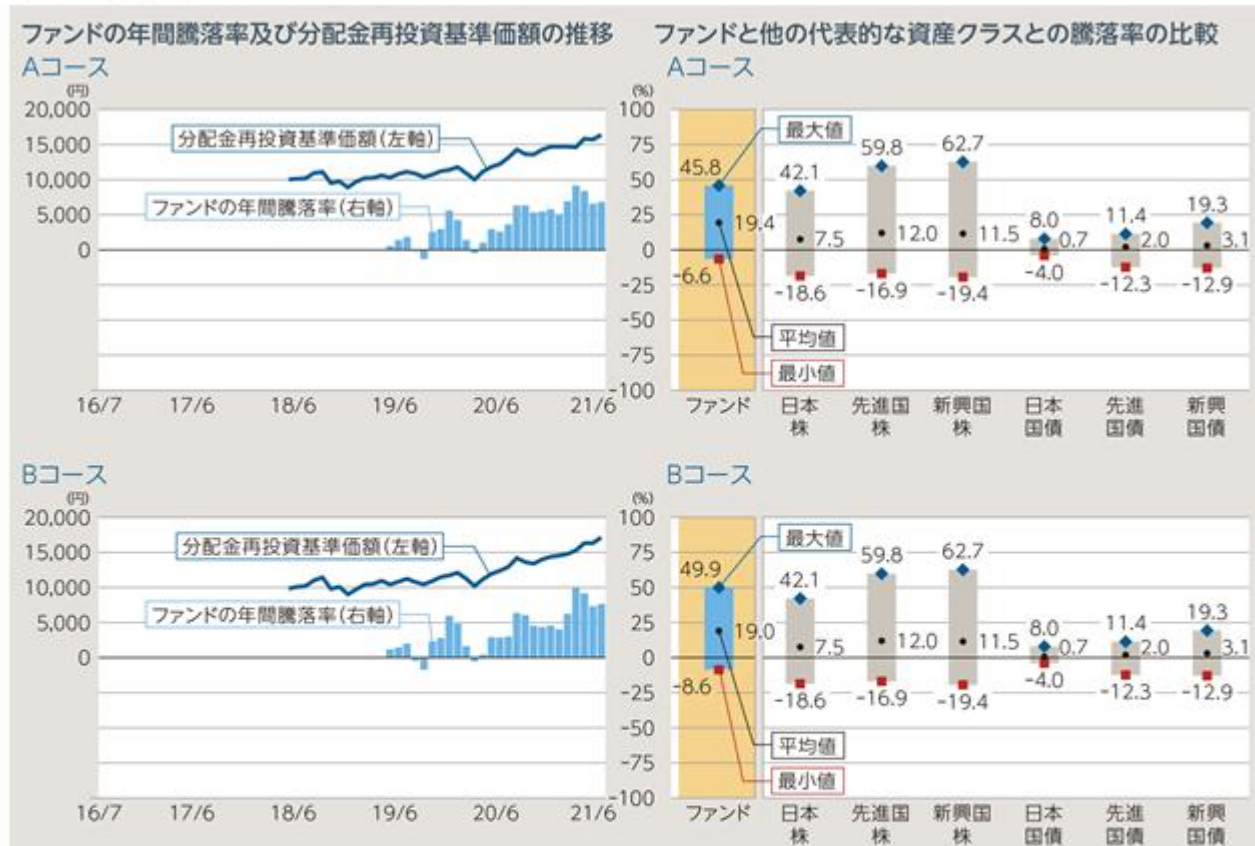 ファンドの年間騰落率及び分配金再投資基準価額の推移
Aコース
(円)
20,000
15,000
10,000
5,000
0
分配金再投資基準価額(左軸)
ファンドの年間騰落率(右軸)
(%)
100
75
50
25
0
-25
-50
-75
-100
16/7 17/6 18/6 19/6 20/6 21/6
ファンドと他の代表的な資産クラスとの騰落率の比較
Aコース
最大値
平均値
最小値
45.8 42.1 59.8 62.7 8.0 11.4 19.3
19.4 7.5 12.0 11.5 0.7 2.0 3.1
-6.6 -18.6 -16.9 -19.4 -4.0 -12.3 -12.9
ファンド 日本 先進国 新興国 日本 先進 新興
株 株 株 国債 国債 国債
Bコース
(円)
20,000
15,000
10,000
5,000
0
分配金再投資基準価額(左軸)
ファンドの年間騰落率(右軸)
(%)
100
75
50
25
0
-25
-50
-75
-100
16/7 17/6 18/6 19/6 20/6 21/6
Bコース
最大値
平均値
最小値
49.9 42.1 59.8 62.7 8.0 11.4 19.3
19.0 7.5 12.0 11.5 0.7 2.0 3.1
-8.6 -18.6 -16.9 -19.4 -4.0 -12.3 -12.9
ファンド 日本 先進国 新興国 日本 先進 新興
株 株 株 国債 国債 国債